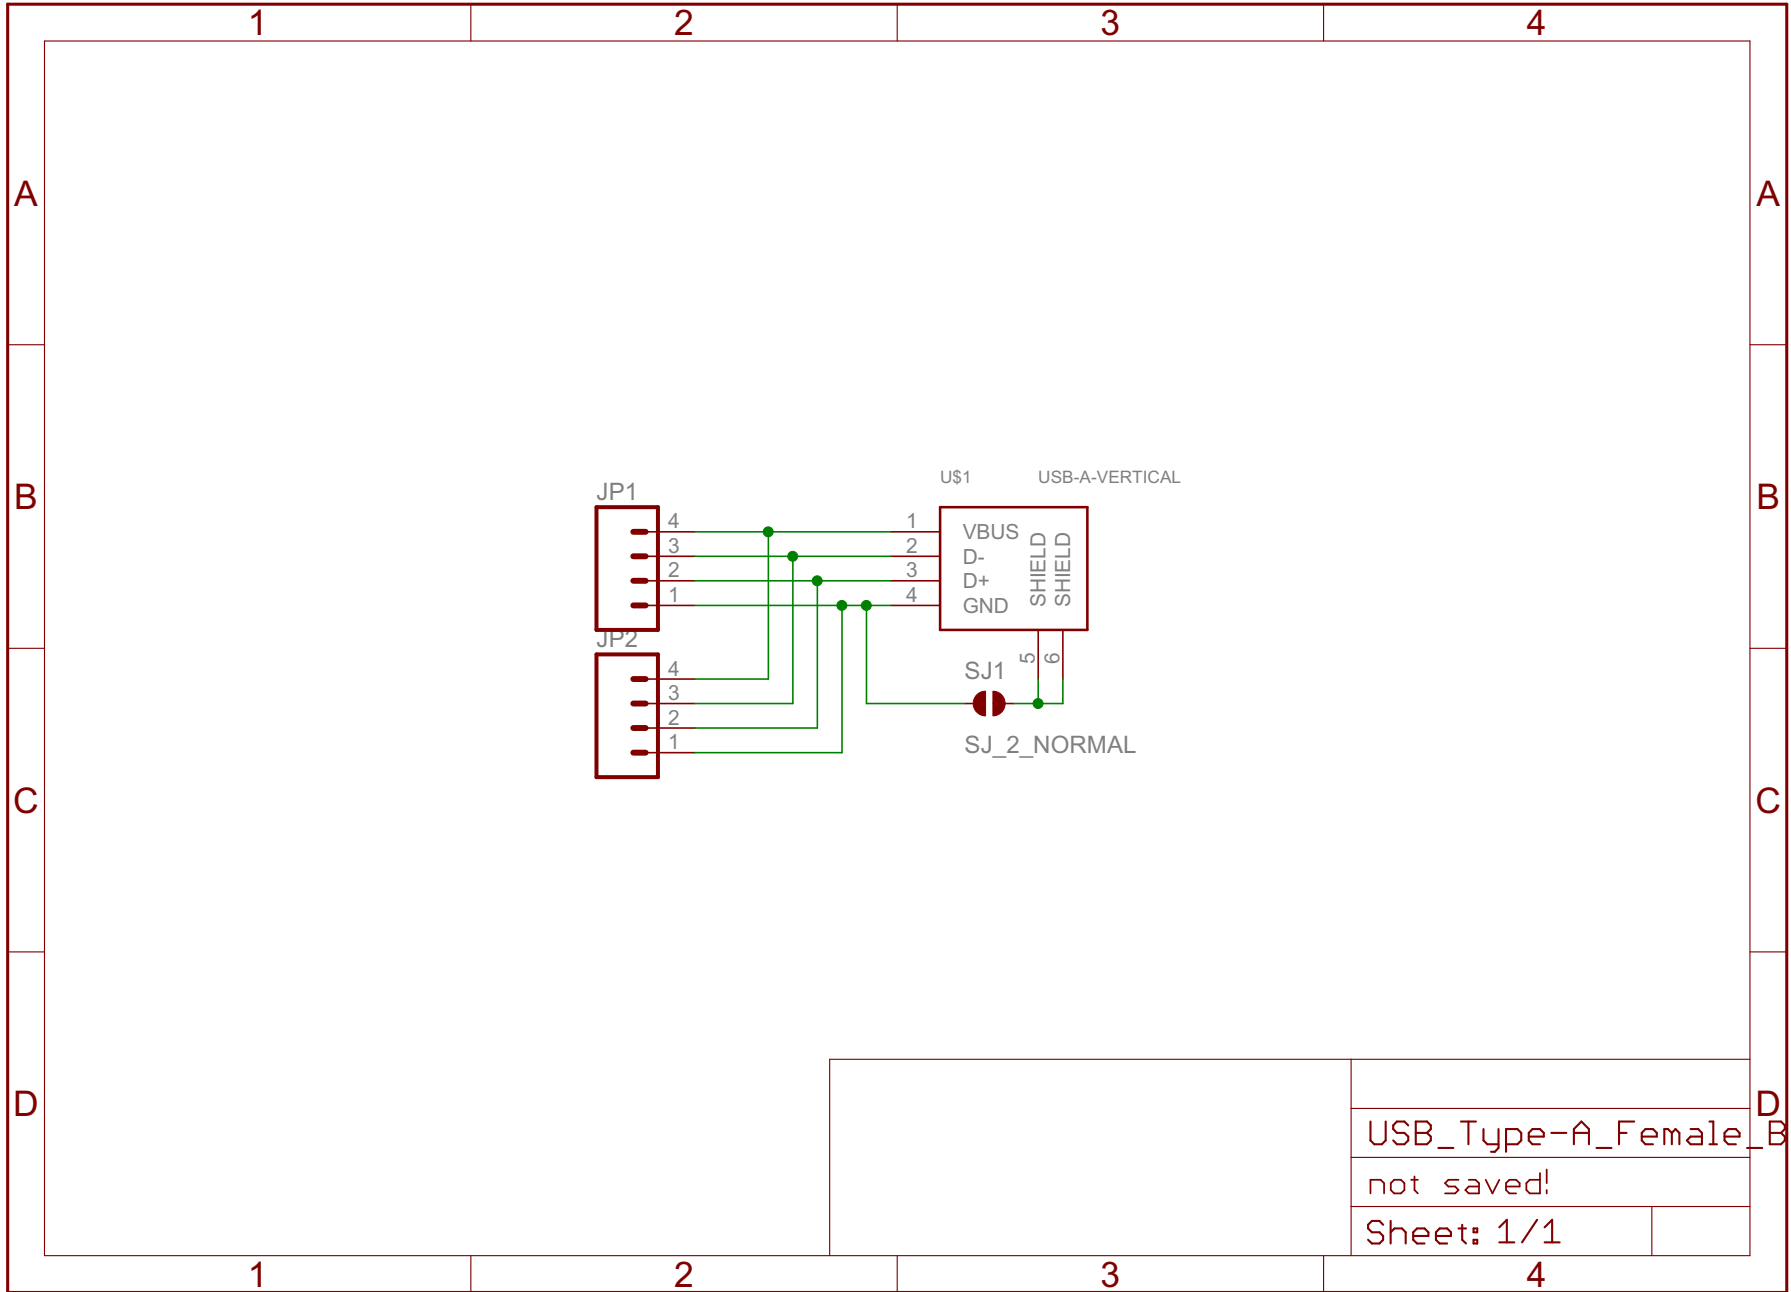 1 2 3 4
A A
U$1 USB-A-VERTICAL
B JP1 B
4 1 VBUS
3 2 D-
2 3 D+
1 4 GND
SHIELD
SHIELD
JP2
5 6
4 SJ1
3
2
1 SJ_2_NORMAL
C C
D D
USB_Type-A_Female_B
not saved!
Sheet: 1/1
1 2 3 4